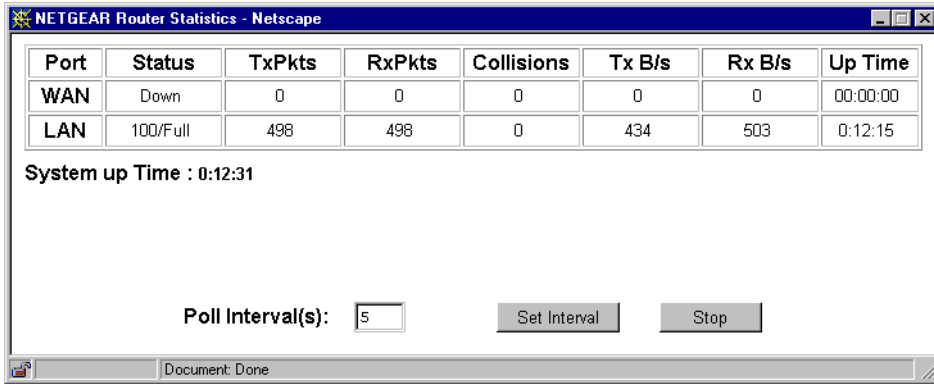 NETGEAR Router Statistics - Netscape
Port Status TxPkts RxPkts Collisions Tx B/s Rx B/s Up Time
WAN Down 0 0 0 0 0 00:00:00
LAN 100/Full 498 498 0 434 503 0:12:15
System up Time : 0:12:31
Poll Interval(s): 5 Set Interval Stop
Document: Done